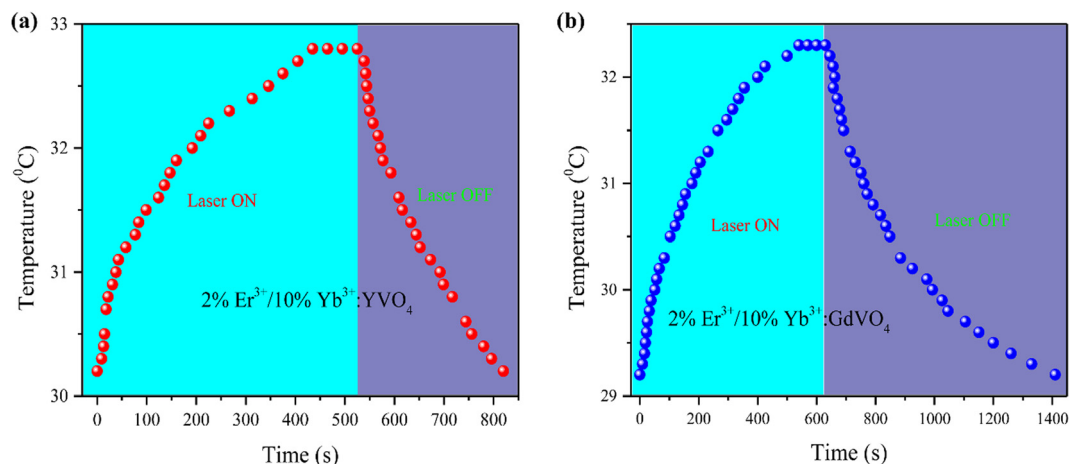 (a)
33
32
31
30
Temperature (⁰C)
Laser ON
Laser OFF
2% Er³⁺/10% Yb³⁺:YVO₄
0 100 200 300 400 500 600 700 800
Time (s)
(b)
32
31
30
29
Temperature (⁰C)
Laser ON
Laser OFF
2% Er³⁺/10% Yb³⁺:GdVO₄
0 200 400 600 800 1000 1200 1400
Time (s)